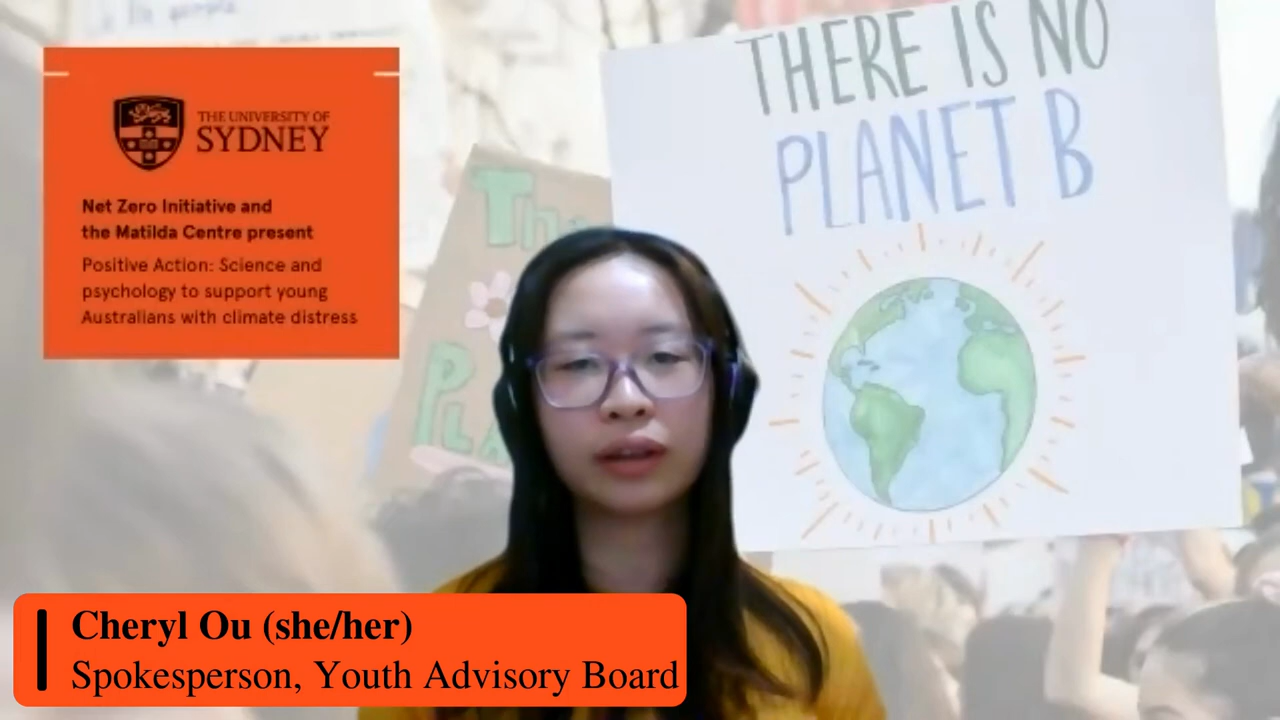 THE UNIVERSITY OF
SYDNEY
Net Zero Initiative and
the Matilda Centre present
Positive Action: Science and
psychology to support young
Australians with climate distress
THERE IS NO
PLANET B
Cheryl Ou (she/her)
Spokesperson, Youth Advisory Board